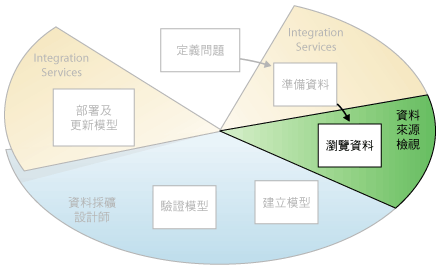 定義問題
Integration
Services
準備資料
資料
來源
檢視
瀏覽資料
建立模型
驗證模型
資料採礦
設計師
Integration
Services
部署及
更新模型